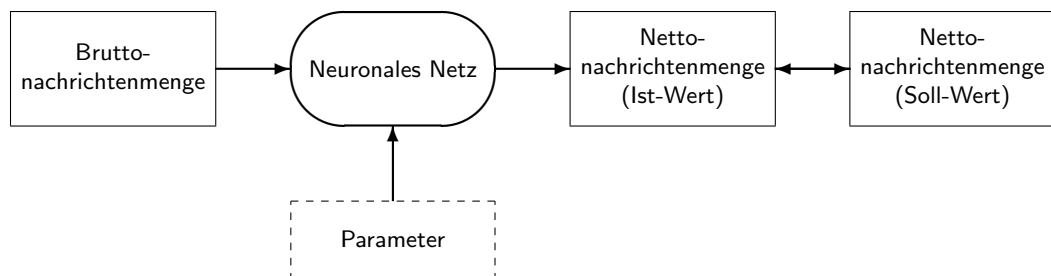 Brutto-
nachrichtenmenge
Neuronales Netz
Netto-
nachrichtenmenge
(Ist-Wert)
Netto-
nachrichtenmenge
(Soll-Wert)
Parameter